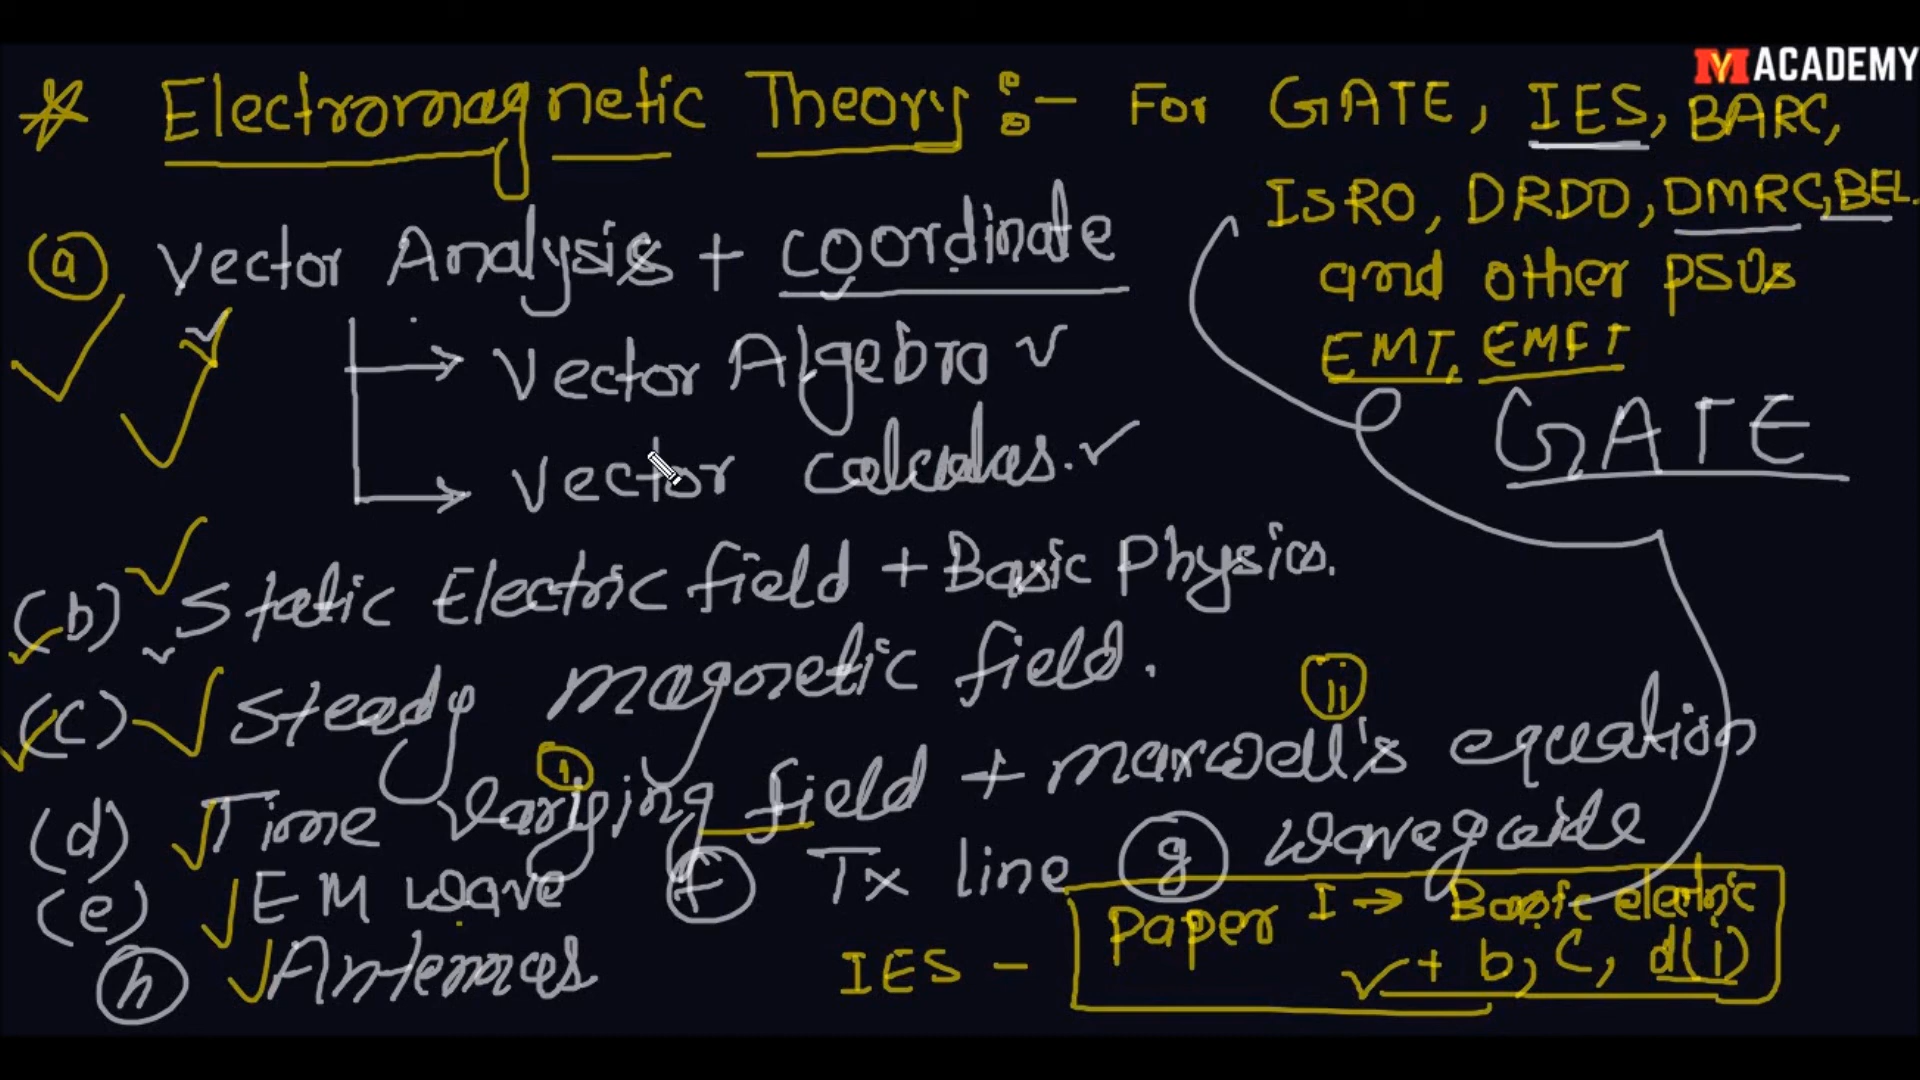 M ACADEMY
* Electromagnetic Theory :- For GATE, IES, BARC,
ISRO, DRDO, DMRC, BEL.
and other PSUs
EMT, EMFT
GATE
(a) Vector Analysis + coordinate
→ Vector Algebra ✓
→ Vector calculas. ✓
(b) Static Electric field + Basic Physics.
(c) ✓ Steady magnetic field.
(d) ✓ Time Varying field + maxwell's equation
(i) (ii)
(e) ✓ EM wave (f) Tx line (g) waveguide
(h) ✓ Antennas
IES - Paper I → Basic electric
✓ + b, c, d(i)